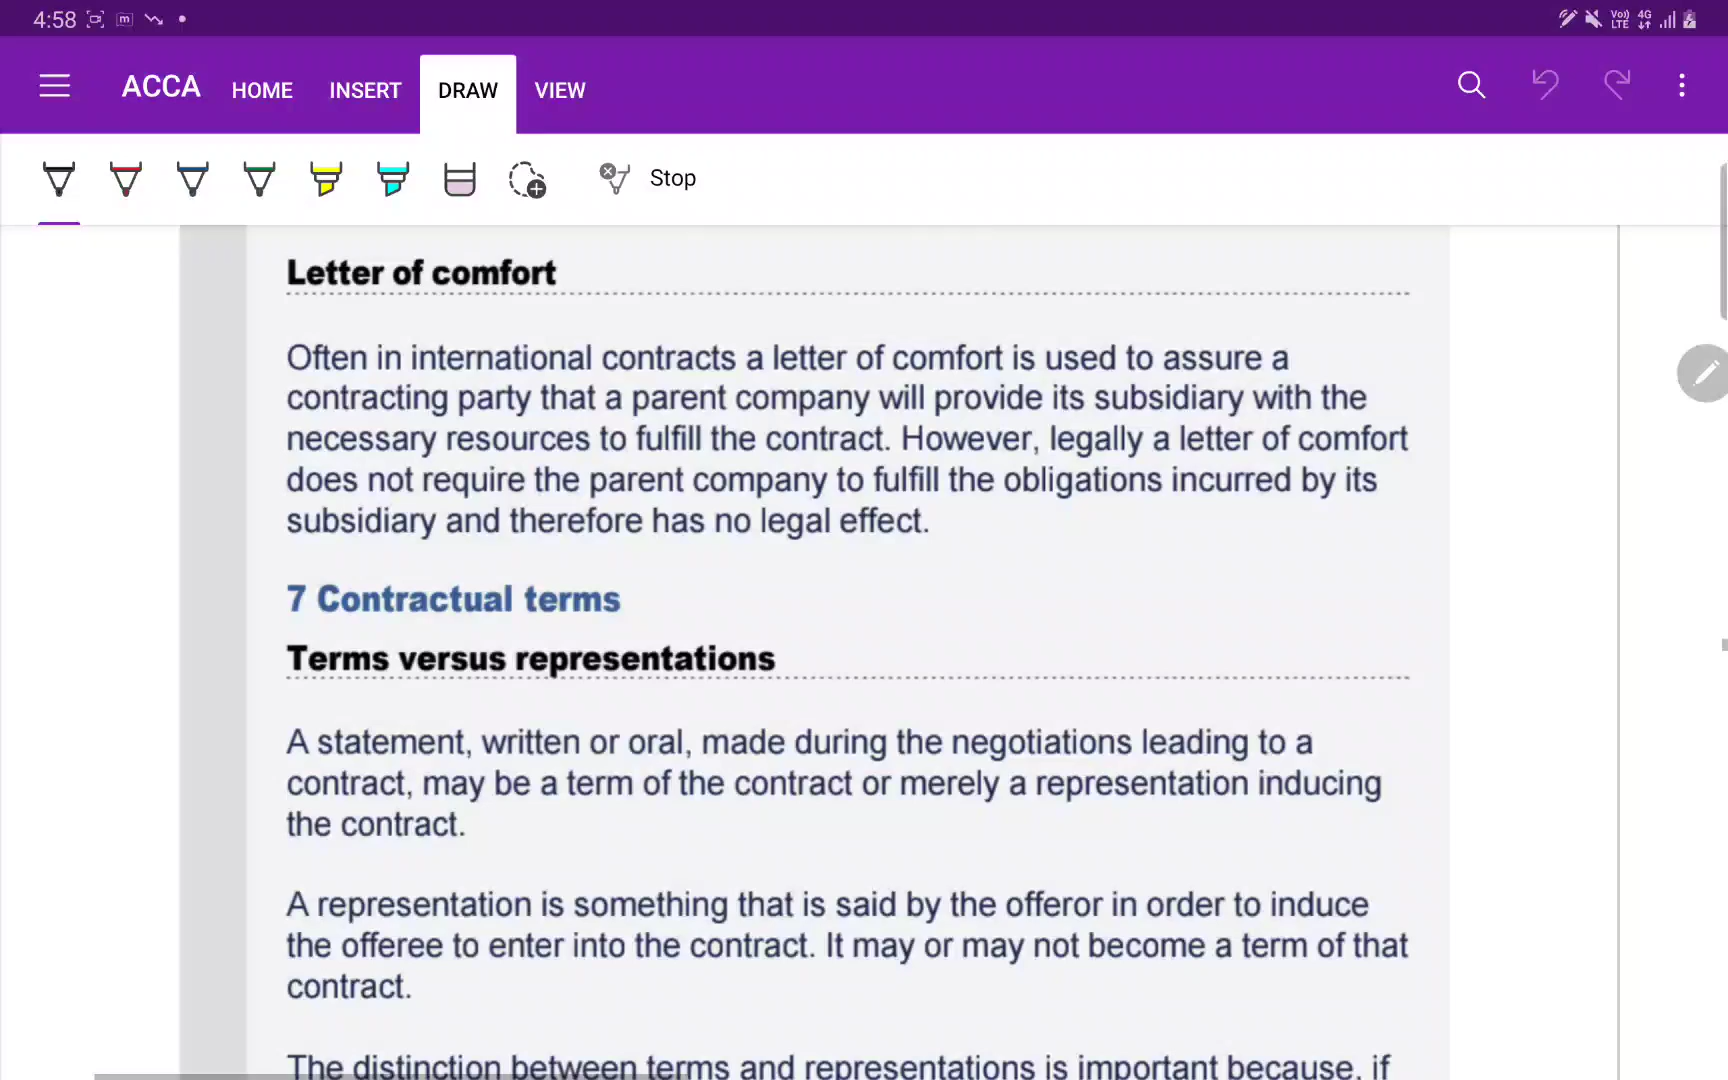 4:58
Vo)) LTE 4G
ACCA HOME INSERT DRAW VIEW
Stop
Letter of comfort
Often in international contracts a letter of comfort is used to assure a
contracting party that a parent company will provide its subsidiary with the
necessary resources to fulfill the contract. However, legally a letter of comfort
does not require the parent company to fulfill the obligations incurred by its
subsidiary and therefore has no legal effect.
7 Contractual terms
Terms versus representations
A statement, written or oral, made during the negotiations leading to a
contract, may be a term of the contract or merely a representation inducing
the contract.
A representation is something that is said by the offeror in order to induce
the offeree to enter into the contract. It may or may not become a term of that
contract.
The distinction between terms and representations is important because, if